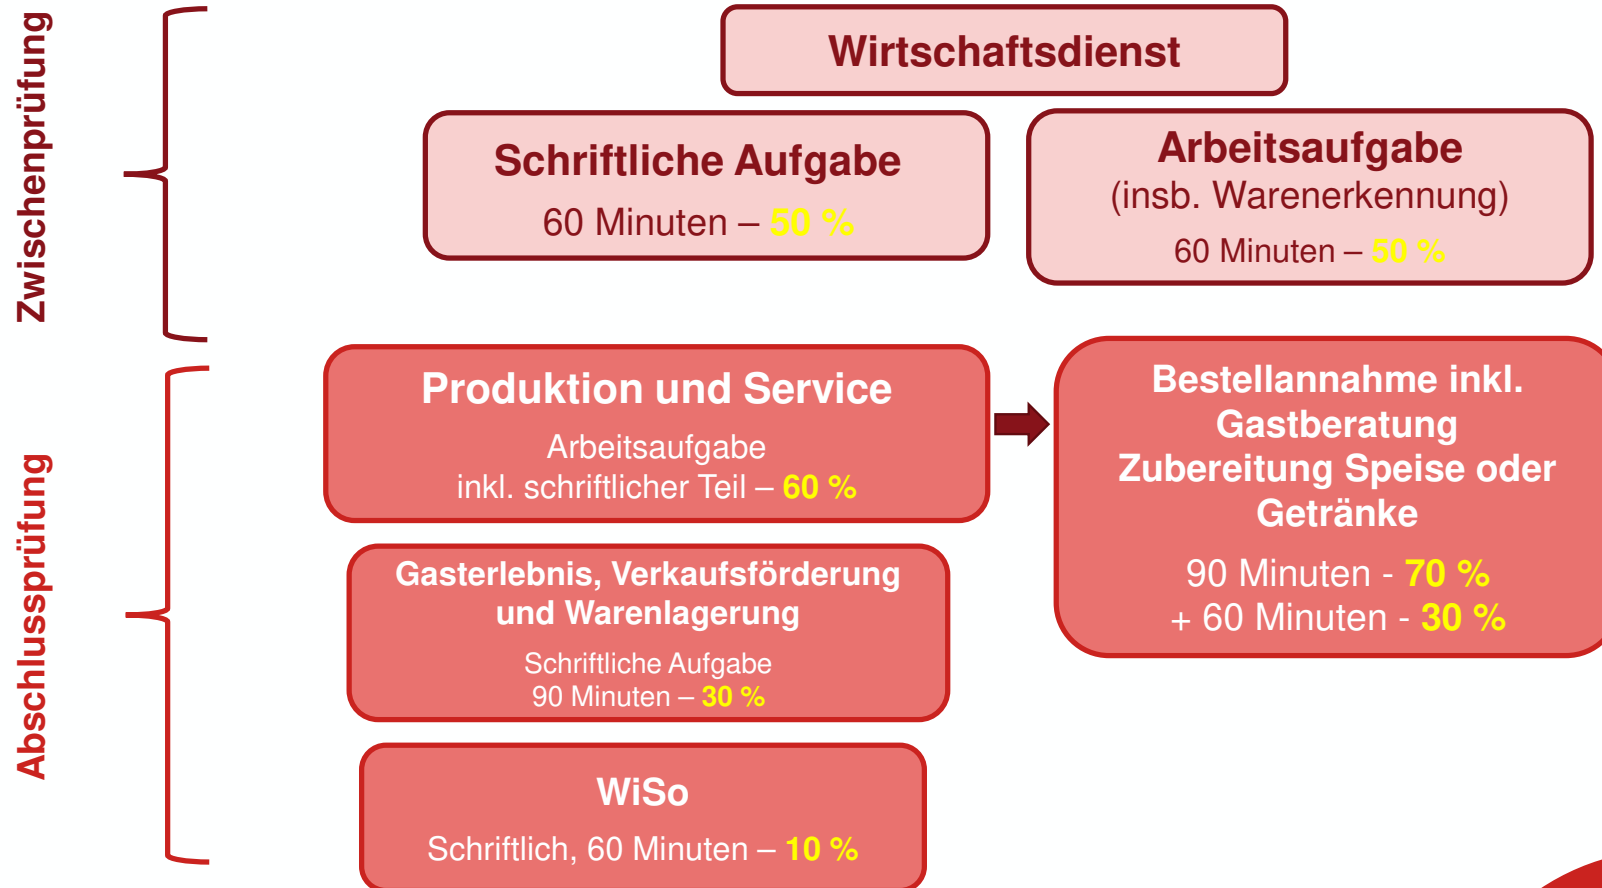 Zwischenprüfung
Wirtschaftsdienst
Schriftliche Aufgabe
60 Minuten – 50 %
Arbeitsaufgabe
(insb. Warenerkennung)
60 Minuten – 50 %
Abschlussprüfung
Produktion und Service
Arbeitsaufgabe
inkl. schriftlicher Teil – 60 %
Bestellannahme inkl.
Gastberatung
Zubereitung Speise oder
Getränke
90 Minuten - 70 %
+ 60 Minuten - 30 %
Gasterlebnis, Verkaufsförderung
und Warenlagerung
Schriftliche Aufgabe
90 Minuten – 30 %
WiSo
Schriftlich, 60 Minuten – 10 %